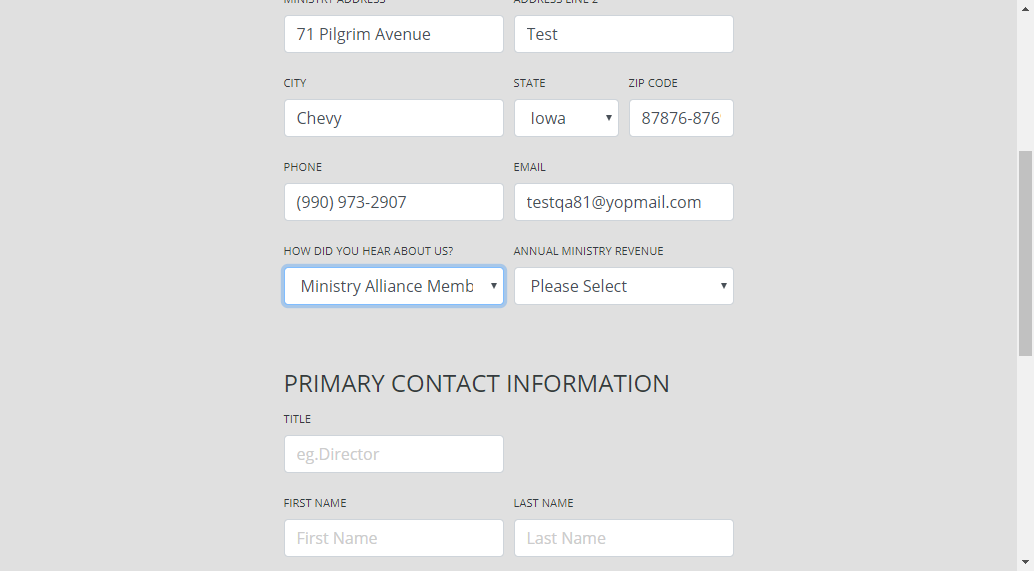 MINISTRY ADDRESS ADDRESS LINE 2
71 Pilgrim Avenue Test
CITY STATE ZIP CODE
Chevy Iowa 87876-876
PHONE EMAIL
(990) 973-2907 testqa81@yopmail.com
HOW DID YOU HEAR ABOUT US? ANNUAL MINISTRY REVENUE
Ministry Alliance Memb Please Select
PRIMARY CONTACT INFORMATION
TITLE
eg.Director
FIRST NAME LAST NAME
First Name Last Name